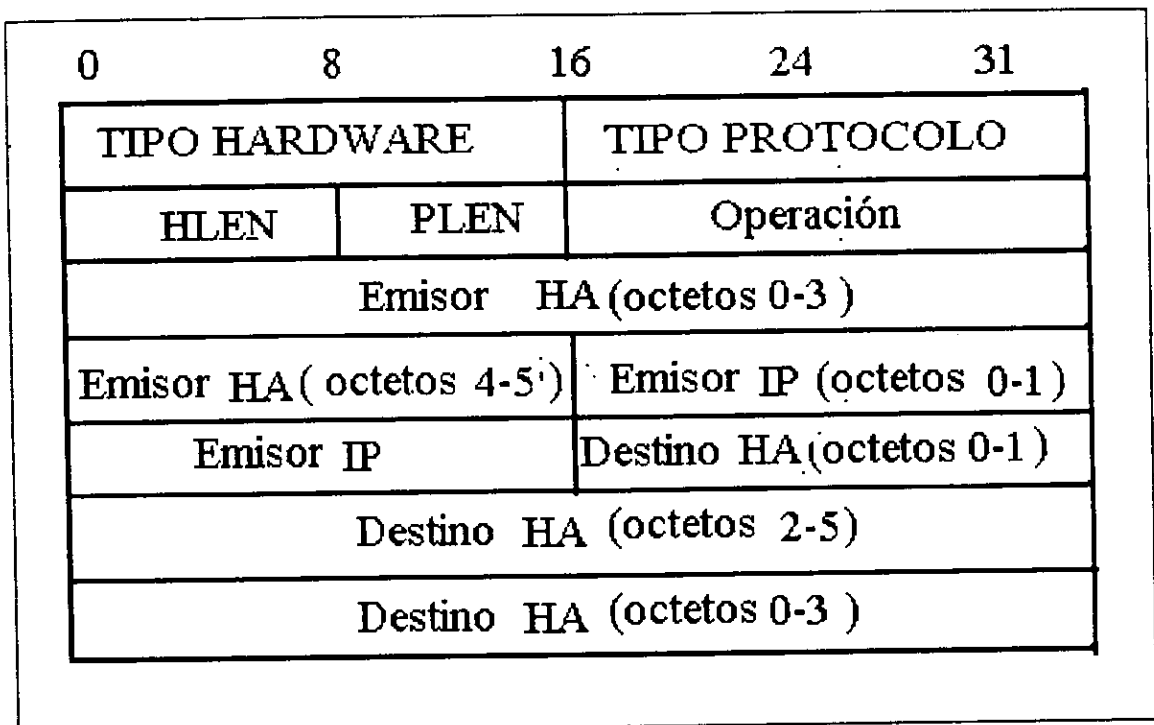 0 8 16 24 31
TIPO HARDWARE TIPO PROTOCOLO
HLEN PLEN Operación
Emisor HA (octetos 0-3 )
Emisor HA ( octetos 4-5 ) Emisor IP (octetos 0-1)
Emisor IP Destino HA (octetos 0-1)
Destino HA (octetos 2-5)
Destino HA (octetos 0-3 )